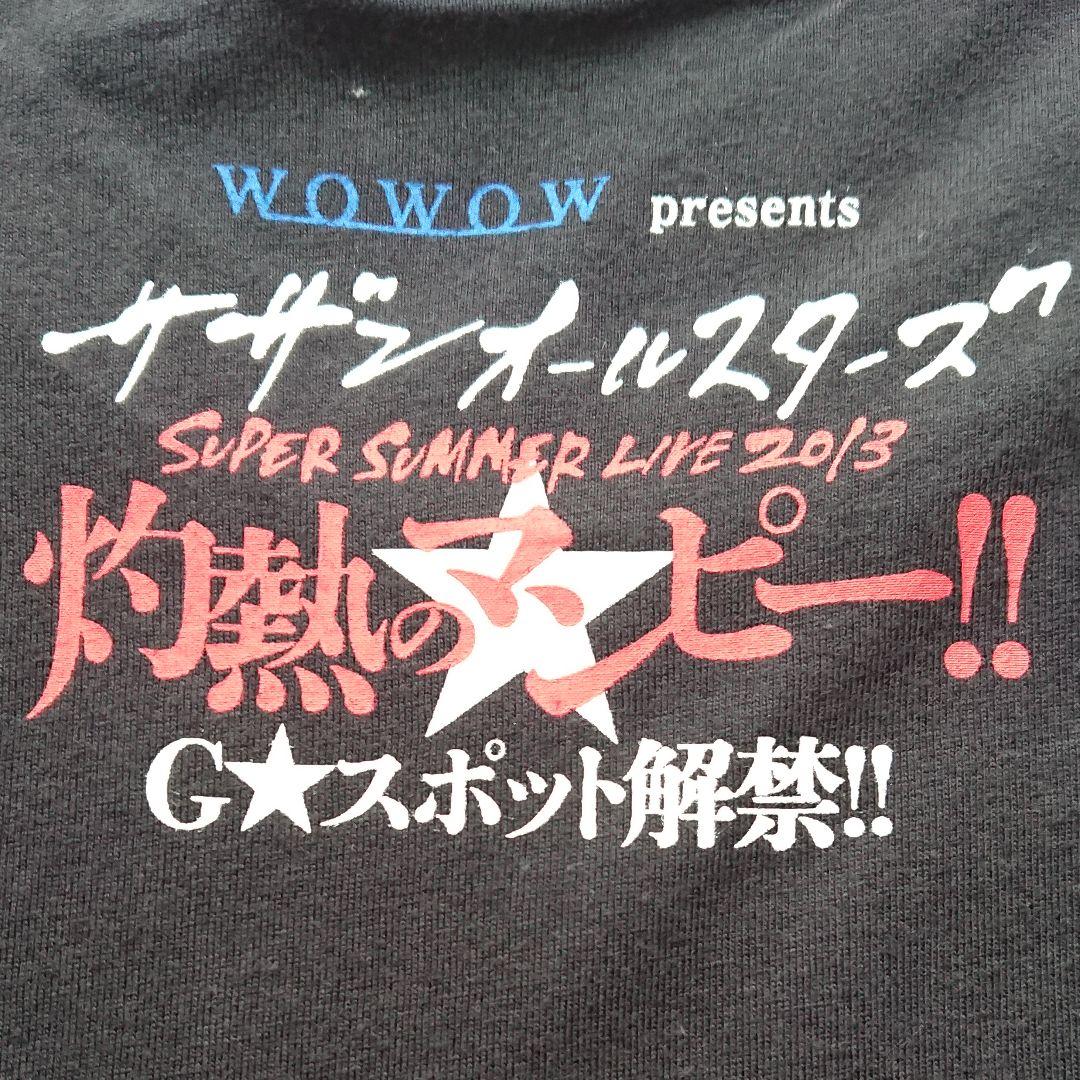 WOWOW presents
サザンオールスターズ
SUPER SUMMER LIVE 2013
灼熱のマンピー!!
G★スポット解禁!!